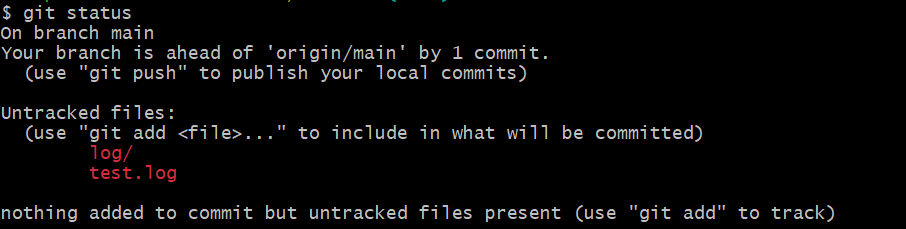 $ git status
On branch main
Your branch is ahead of 'origin/main' by 1 commit.
  (use "git push" to publish your local commits)

Untracked files:
  (use "git add <file>..." to include in what will be committed)
        log/
        test.log

nothing added to commit but untracked files present (use "git add" to track)